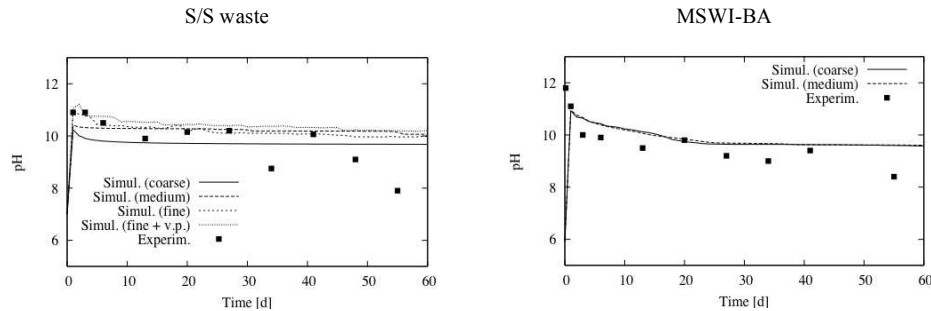 S/S waste
MSWI-BA
12
10
8
6
pH
Simul. (coarse)
Simul. (medium)
Simul. (fine)
Simul. (fine + v.p.)
Experim.
0 10 20 30 40 50 60
Time [d]
12
10
8
6
pH
Simul. (coarse)
Simul. (medium)
Experim.
0 10 20 30 40 50 60
Time [d]